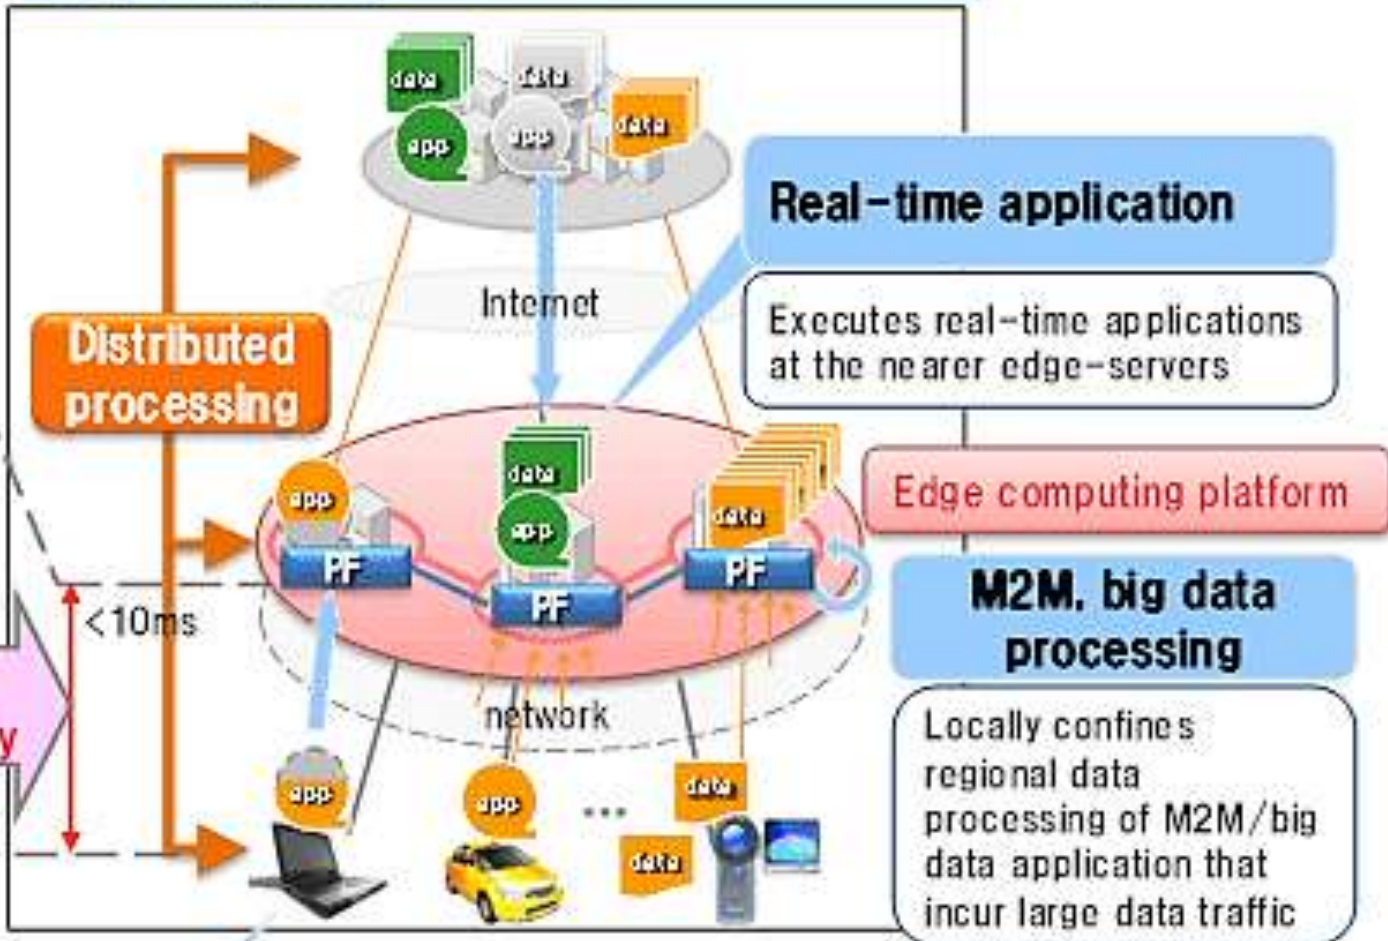 data
data
data
app
app
Real-time application
Internet
Executes real-time applications
at the nearer edge-servers
Distributed
processing
data
app
data
app
Edge computing platform
PF
PF
PF
<10ms
M2M, big data
processing
network
y
Locally confines
regional data
processing of M2M/big
data application that
incur large data traffic
app
app
...
data
data